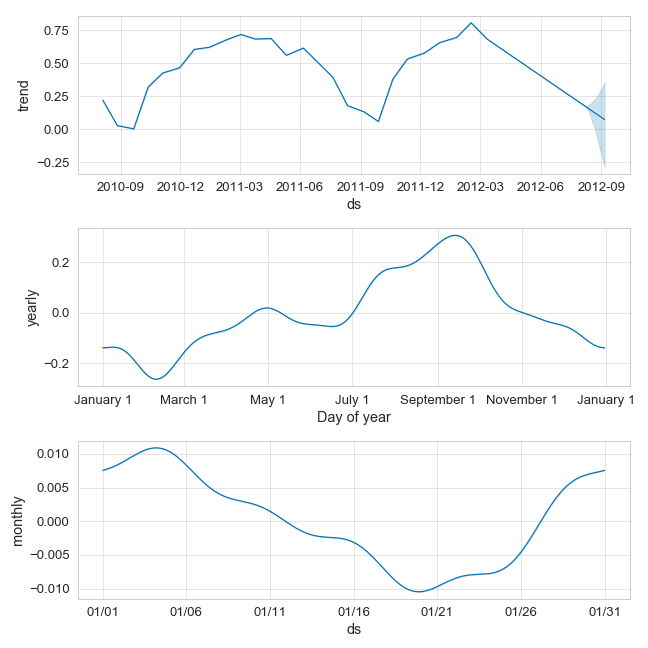 trend
0.75
0.50
0.25
0.00
−0.25
2010-09 2010-12 2011-03 2011-06 2011-09 2011-12 2012-03 2012-06 2012-09
ds
yearly
0.2
0.0
−0.2
January 1 March 1 May 1 July 1 September 1 November 1 January 1
Day of year
monthly
0.010
0.005
0.000
−0.005
−0.010
01/01 01/06 01/11 01/16 01/21 01/26 01/31
ds